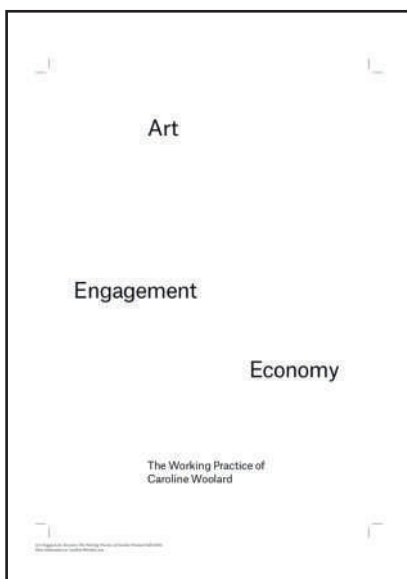 Art
Engagement
Economy
The Working Practice of
Caroline Woolard